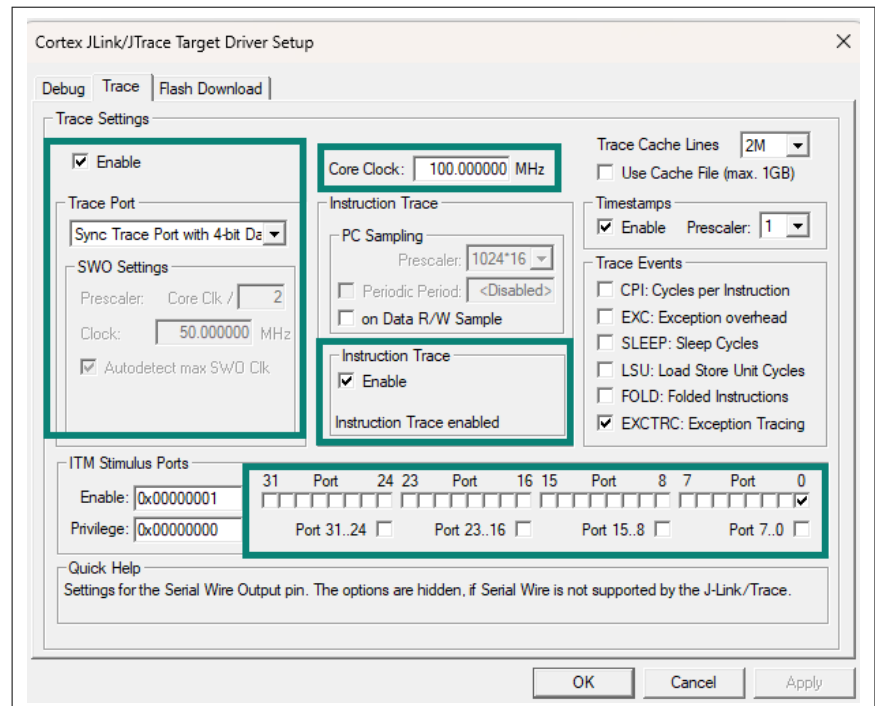 Cortex JLink/JTrace Target Driver Setup
Debug Trace Flash Download
Trace Settings
Enable
Trace Port
Sync Trace Port with 4-bit Da
SWO Settings
Prescaler: Core Clk / 2
Clock: 50.000000 MHz
Autodetect max SWO Clk
Core Clock: 100.000000 MHz
Instruction Trace
PC Sampling
Prescaler: 1024*16
Periodic Period: <Disabled>
on Data R/W Sample
Instruction Trace
Enable
Instruction Trace enabled
Trace Cache Lines 2M
Use Cache File (max. 1GB)
Timestamps
Enable Prescaler: 1
Trace Events
CPI: Cycles per Instruction
EXC: Exception overhead
SLEEP: Sleep Cycles
LSU: Load Store Unit Cycles
FOLD: Folded Instructions
EXCTRC: Exception Tracing
ITM Stimulus Ports
31 Port 24 23 Port 16 15 Port 8 7 Port 0
Enable: 0x00000001
Privilege: 0x00000000 Port 31..24 Port 23..16 Port 15..8 Port 7..0
Quick Help
Settings for the Serial Wire Output pin. The options are hidden, if Serial Wire is not supported by the J-Link/Trace.
OK Cancel Apply